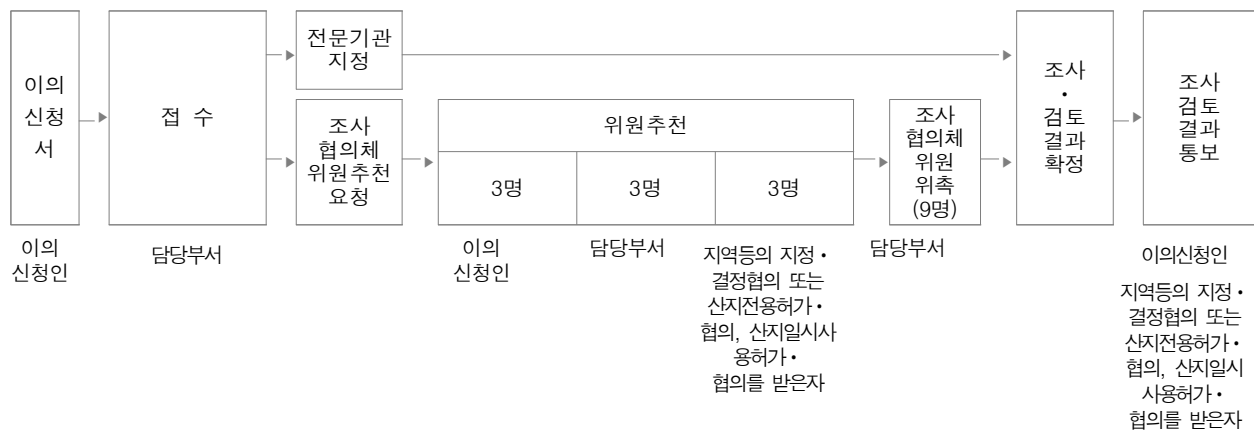 이의
신청
서
접 수
전문기관
지정
조사
협의체
위원추천
요청
위원추천
3명
3명
3명
조사
협의체
위원
위촉
(9명)
조사
•
검토
결과
확정
조사
검토
결과
통보
이의
신청인
담당부서
이의
신청인
담당부서
지역등의 지정•
결정협의 또는
산지전용허가•
협의, 산지일시사
용허가•
협의를 받은자
담당부서
이의신청인
지역등의 지정•
결정협의 또는
산지전용허가•
협의, 산지일시
사용허가•
협의를 받은자